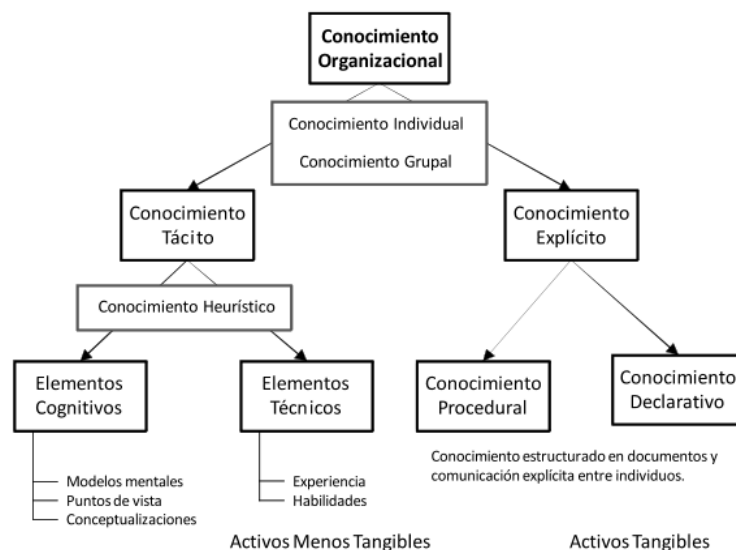 Conocimiento
Organizacional
Conocimiento Individual
Conocimiento Grupal
Conocimiento
Tácito
Conocimiento
Explícito
Conocimiento Heurístico
Elementos
Cognitivos
Elementos
Técnicos
Conocimiento
Procedural
Conocimiento
Declarativo
Modelos mentales
Puntos de vista
Conceptualizaciones
Experiencia
Habilidades
Conocimiento estructurado en documentos y
comunicación explícita entre individuos.
Activos Menos Tangibles
Activos Tangibles